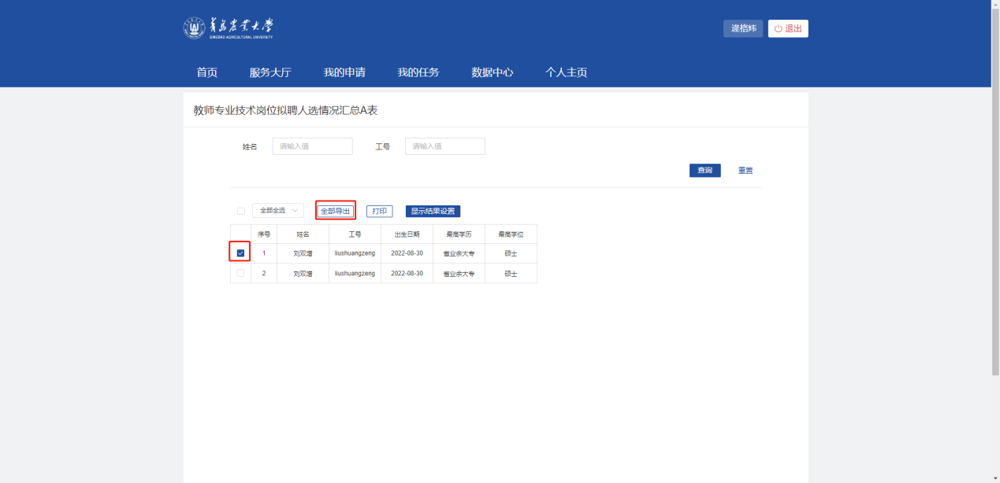 青岛农业大学
QINGDAO AGRICULTURAL UNIVERSITY
逄格炜 退出
首页 服务大厅 我的申请 我的任务 数据中心 个人主页
教师专业技术岗位拟聘人选情况汇总A表
姓名 请输入值 工号 请输入值
查询 重置
全部全选 全部导出 打印 显示结果设置
序号 姓名 工号 出生日期 最高学历 最高学位
1 刘双增 liushuangzeng 2022-08-30 省业余大专 硕士
2 刘双增 liushuangzeng 2022-08-30 省业余大专 硕士